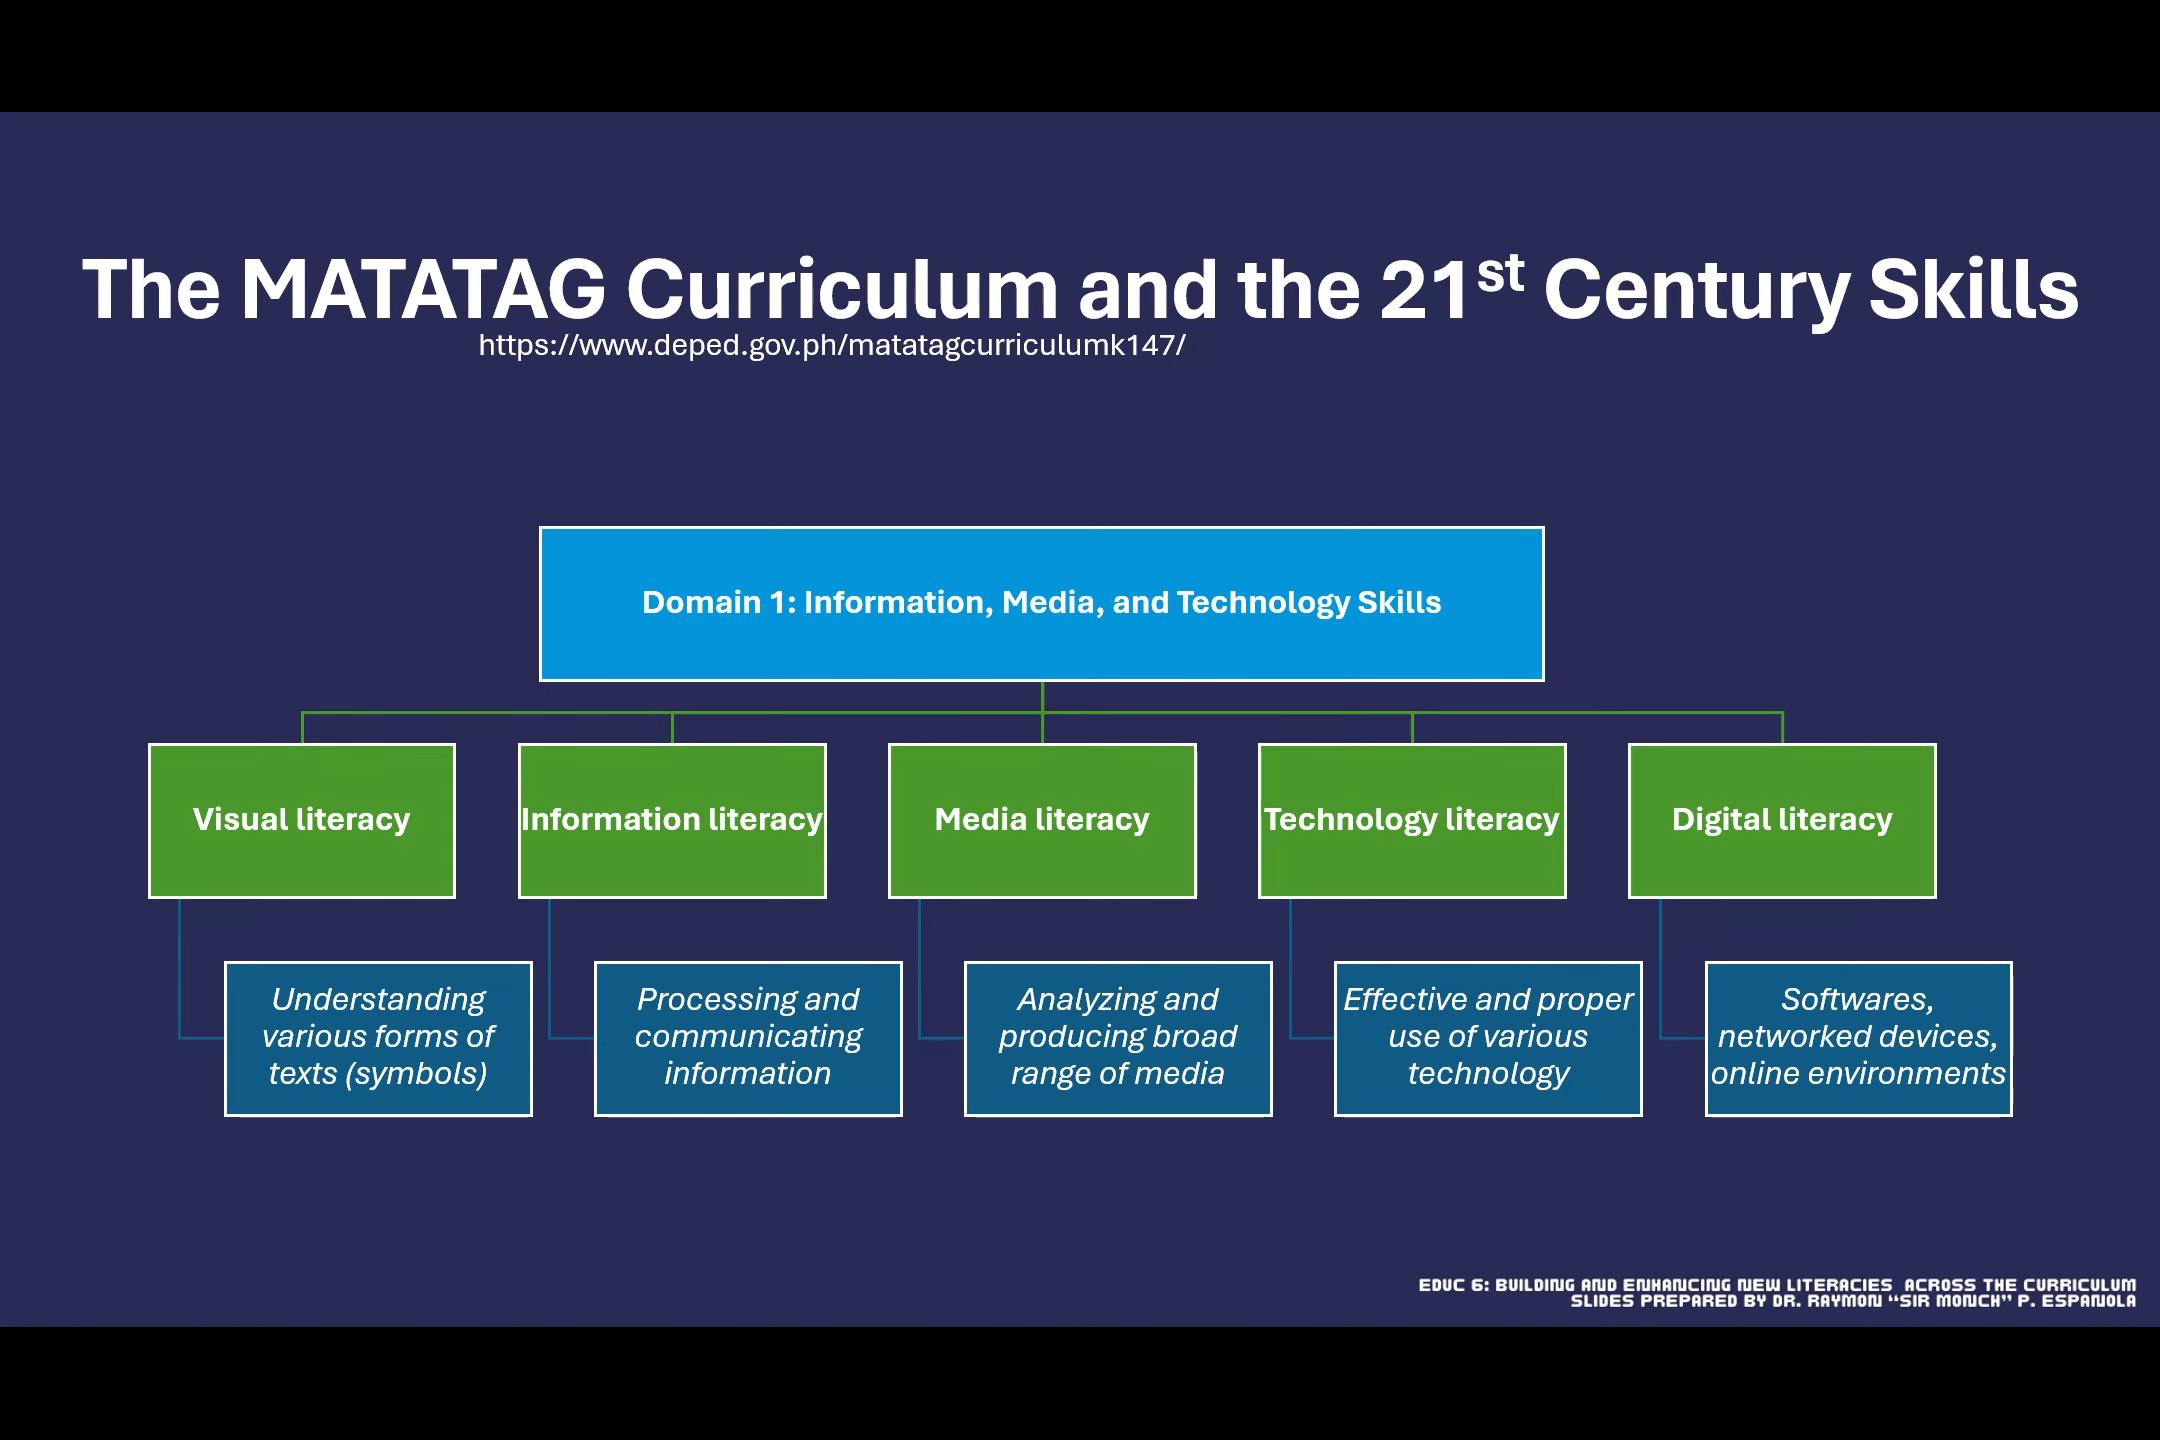 The MATATAG Curriculum and the 21st Century Skills
https://www.deped.gov.ph/matatagcurriculumk147/
Domain 1: Information, Media, and Technology Skills
Visual literacy
Information literacy
Media literacy
Technology literacy
Digital literacy
Understanding
various forms of
texts (symbols)
Processing and
communicating
information
Analyzing and
producing broad
range of media
Effective and proper
use of various
technology
Softwares,
networked devices,
online environments
EDUC 6: BUILDING AND ENHANCING NEW LITERACIES ACROSS THE CURRICULUM
SLIDES PREPARED BY DR. RAYMON “SIR MONCH” P. ESPANOLA